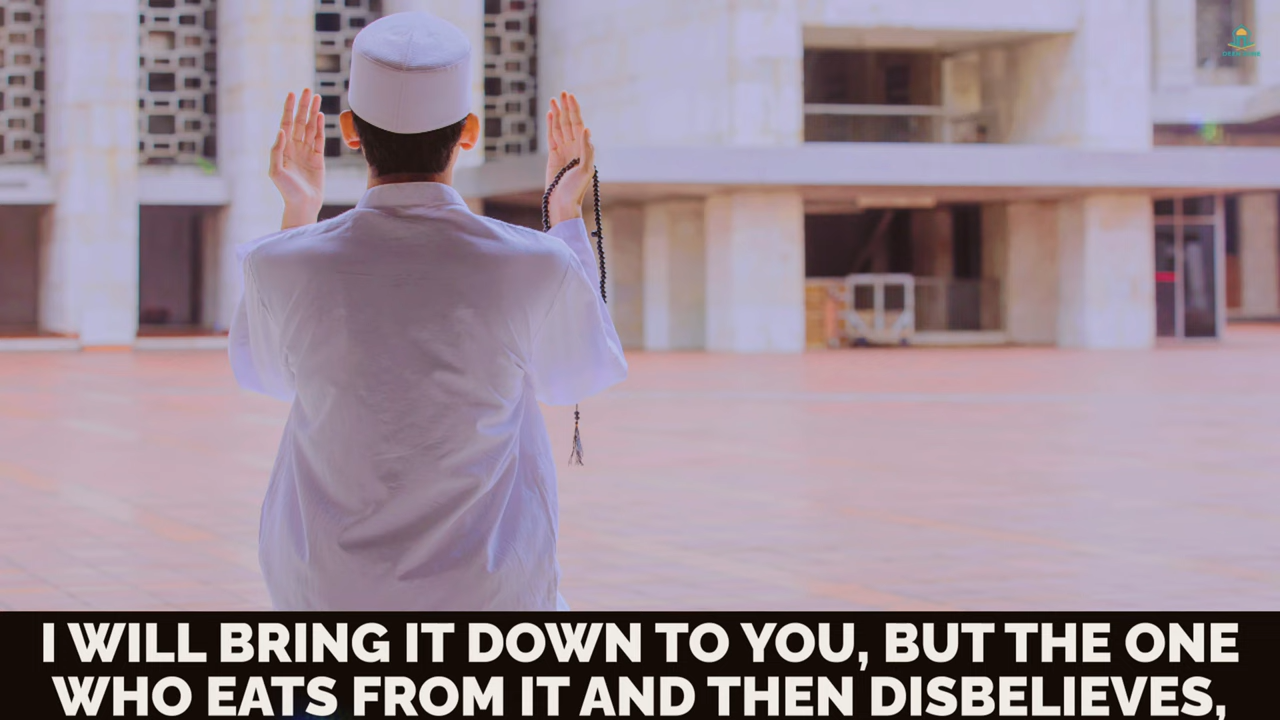 I WILL BRING IT DOWN TO YOU, BUT THE ONE
WHO EATS FROM IT AND THEN DISBELIEVES,